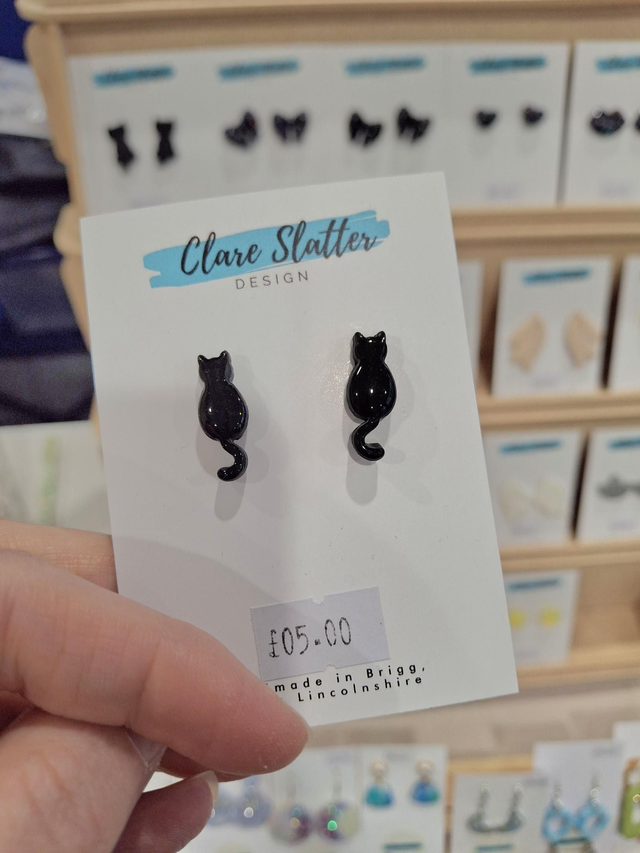 Clare Slatter
DESIGN
£05.00
made in Brigg,
Lincolnshire